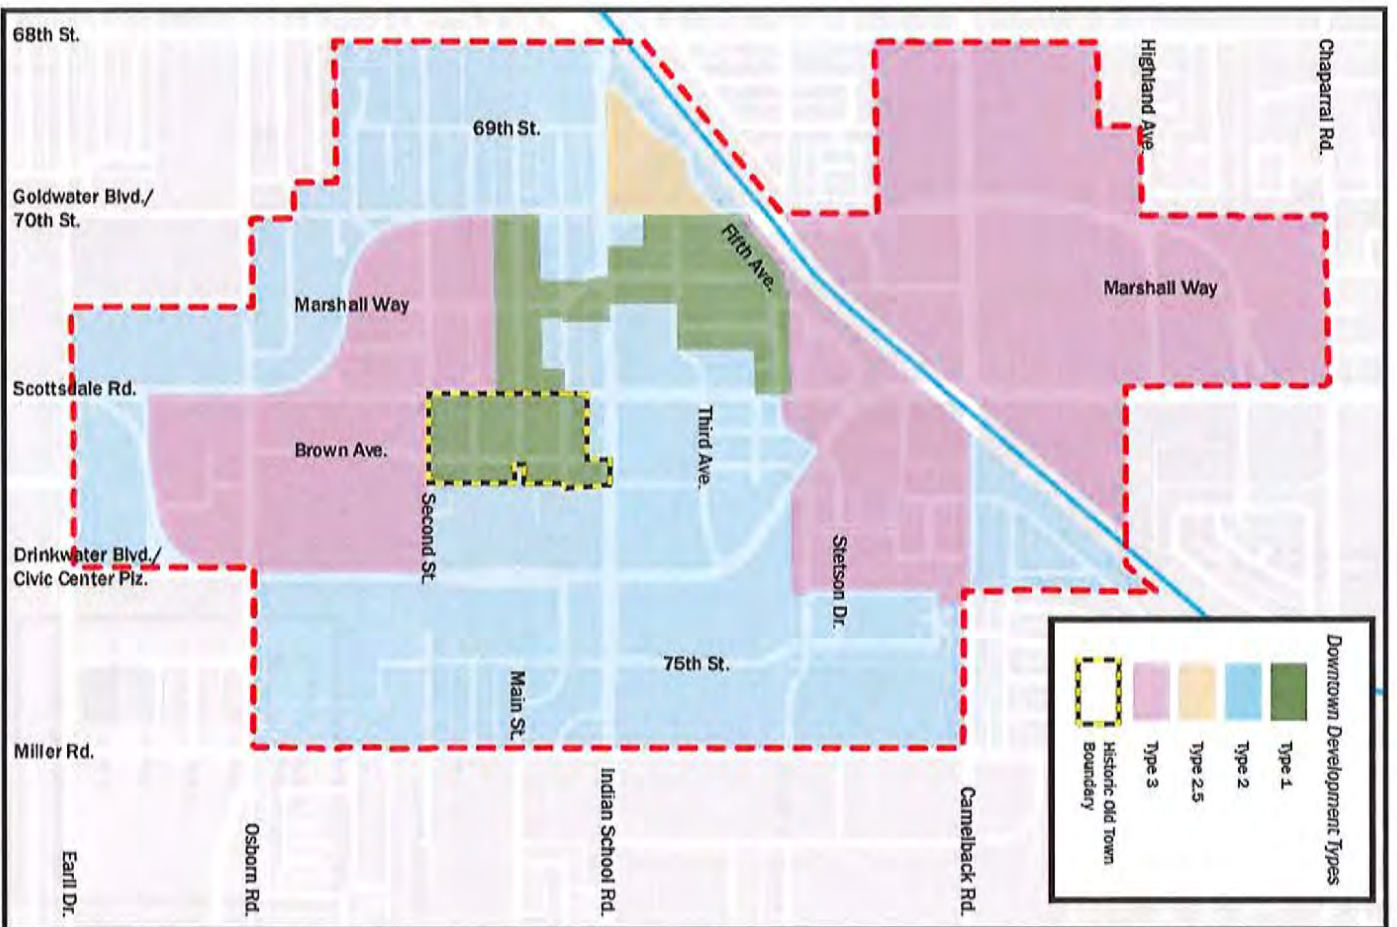 68th St.
Highland Ave.
Chaparral Rd.
69th St.
Goldwater Blvd./
70th St.
Fifth Ave.
Marshall Way
Marshall Way
Scottsdale Rd.
Third Ave.
Brown Ave.
Second St.
Stetson Dr.
Drinkwater Blvd./
Civic Center Plz.
75th St.
Main St.
Miller Rd.
Indian School Rd.
Camelback Rd.
Osborn Rd.
Earll Dr.
Downtown Development Types
Type 1
Type 2
Type 2.5
Type 3
Historic Old Town
Boundary